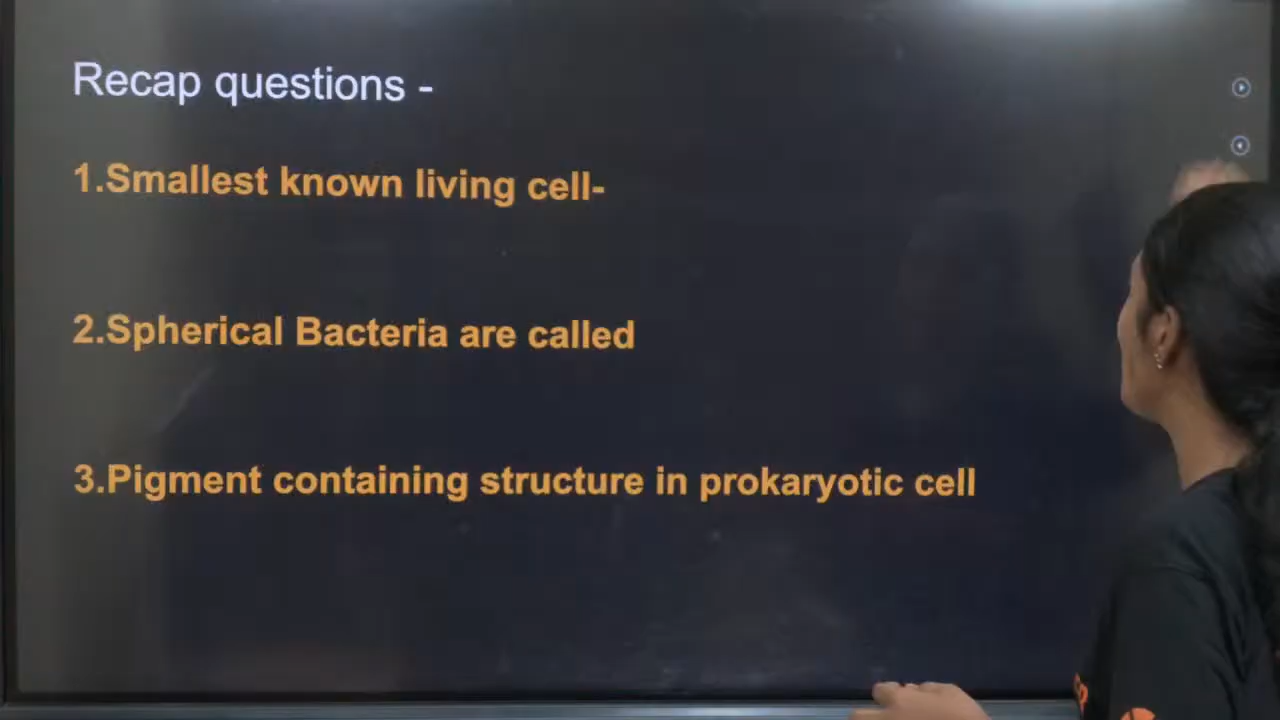 Recap questions -
1.Smallest known living cell-
2.Spherical Bacteria are called
3.Pigment containing structure in prokaryotic cell